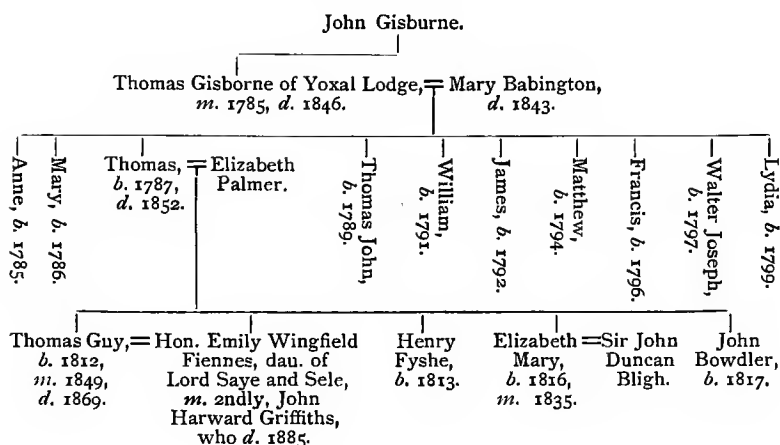 John Gisburne.
Thomas Gisborne of Yoxal Lodge, = Mary Babington,
m. 1785, d. 1846. d. 1843.
Anne, b. 1785.
Mary, b. 1786.
Thomas, = Elizabeth
b. 1787, Palmer.
d. 1852.
Thomas John,
b. 1789.
William,
b. 1791.
James, b. 1792.
Matthew,
b. 1794.
Francis, b. 1796.
Walter Joseph,
b. 1797.
Lydia, b. 1799.
Thomas Guy, = Hon. Emily Wingfield
b. 1812, Fiennes, dau. of
m. 1849, Lord Saye and Sele,
d. 1869. m. 2ndly, John
Harward Griffiths,
who d. 1885.
Henry
Fyshe,
b. 1813.
Elizabeth = Sir John
Mary, Duncan
b. 1816, Bligh.
m. 1835.
John
Bowdler,
b. 1817.